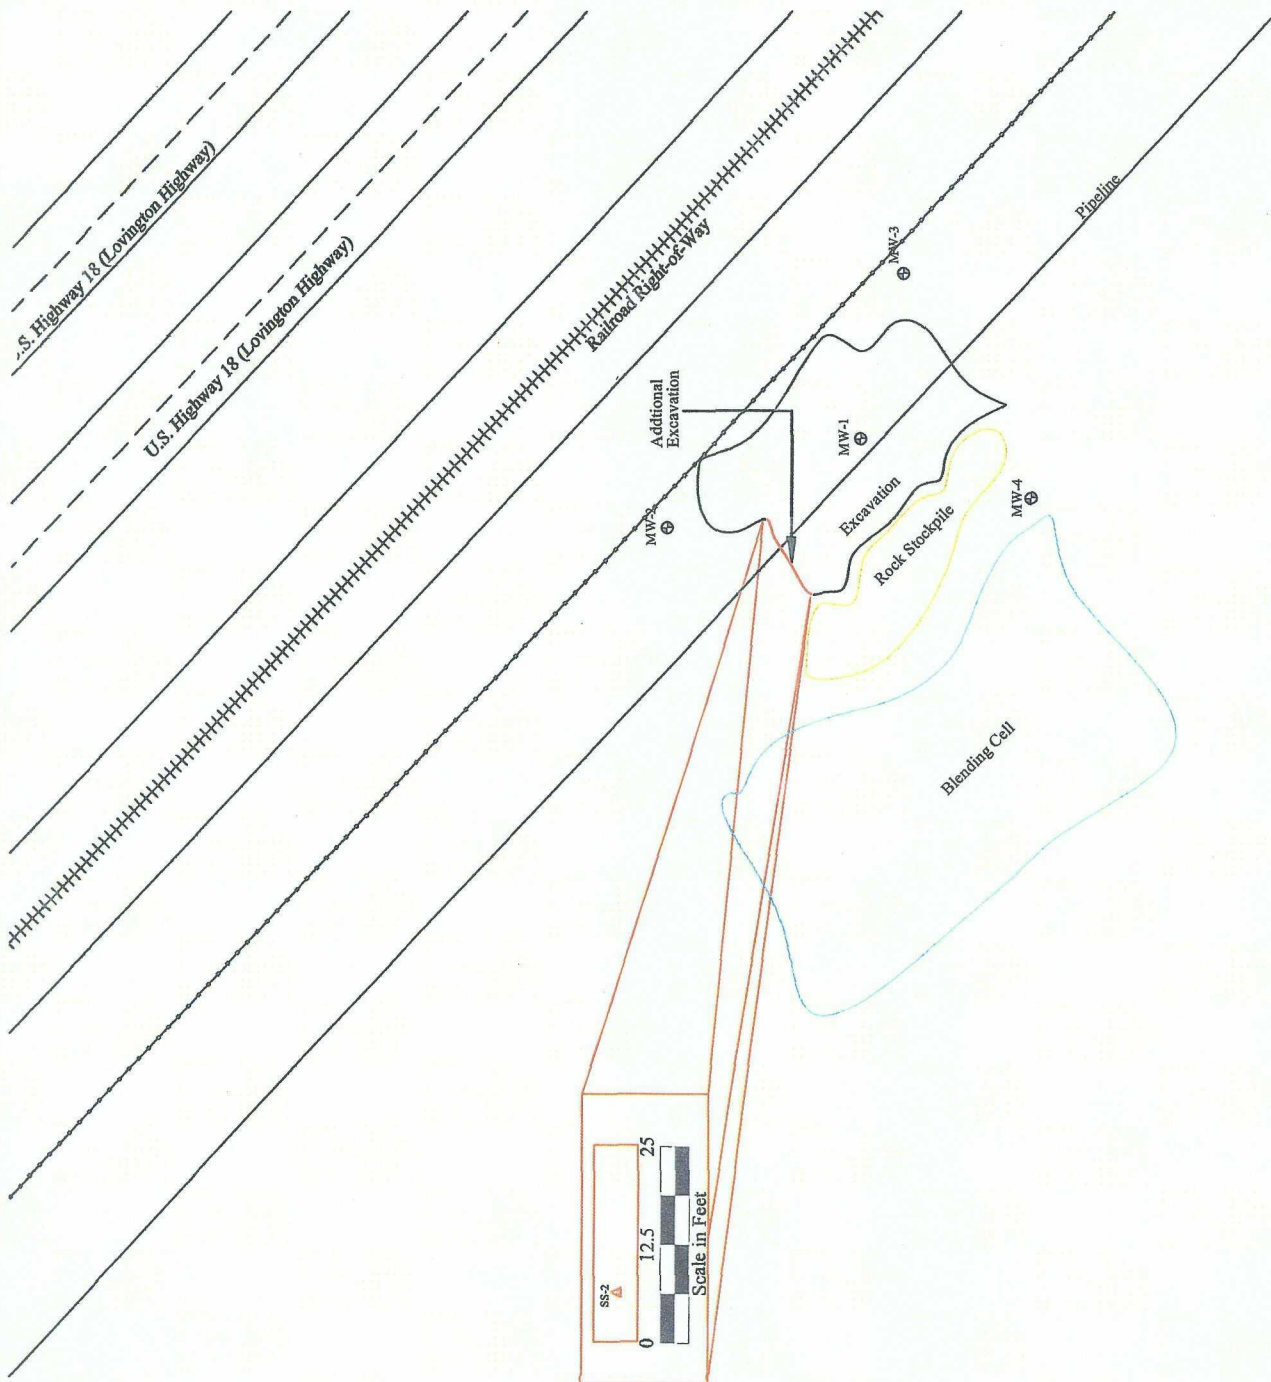 .S. Highway 18 (Lovington Highway)
U.S. Highway 18 (Lovington Highway)
Railroad Right-of-Way
Pipeline
MW-3
Addtional
Excavation
MW-1
MW-2
Excavation
Rock Stockpile
MW-4
Blending Cell
SS-2
0 12.5 25
Scale in Feet